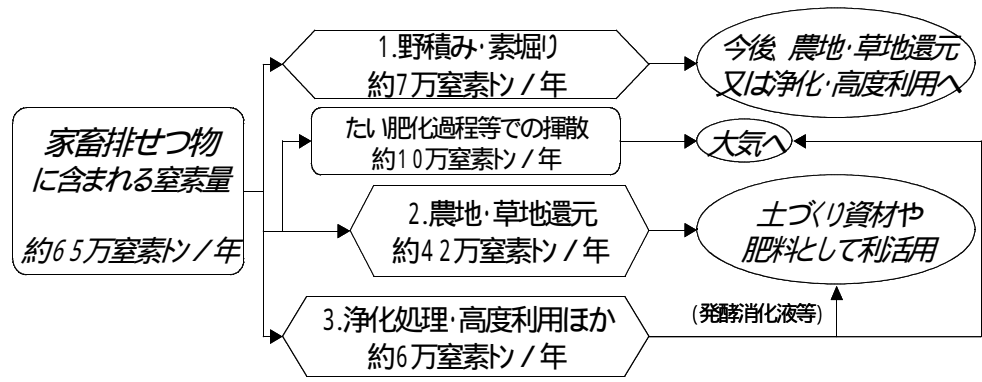 家畜排せつ物
に含まれる窒素量
約65万窒素トン/年
1.野積み・素堀り
約7万窒素トン/年
今後、農地・草地還元
又は浄化・高度利用へ
たい肥化過程等での揮散
約10万窒素トン/年
大気へ
2.農地・草地還元
約42万窒素トン/年
土づくり資材や
肥料として利活用
3.浄化処理・高度利用ほか
約6万窒素トン/年
(発酵消化液等)